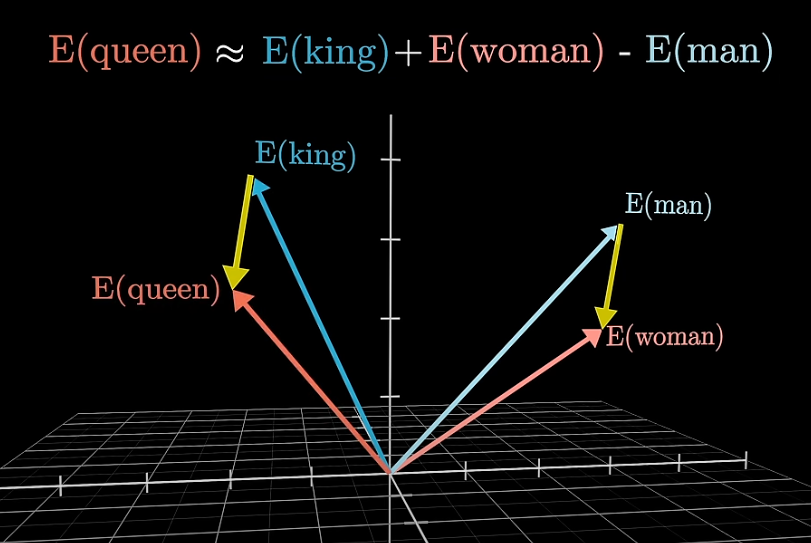 E(queen) ≈ E(king)+E(woman) - E(man)
E(king)
E(man)
E(queen)
E(woman)